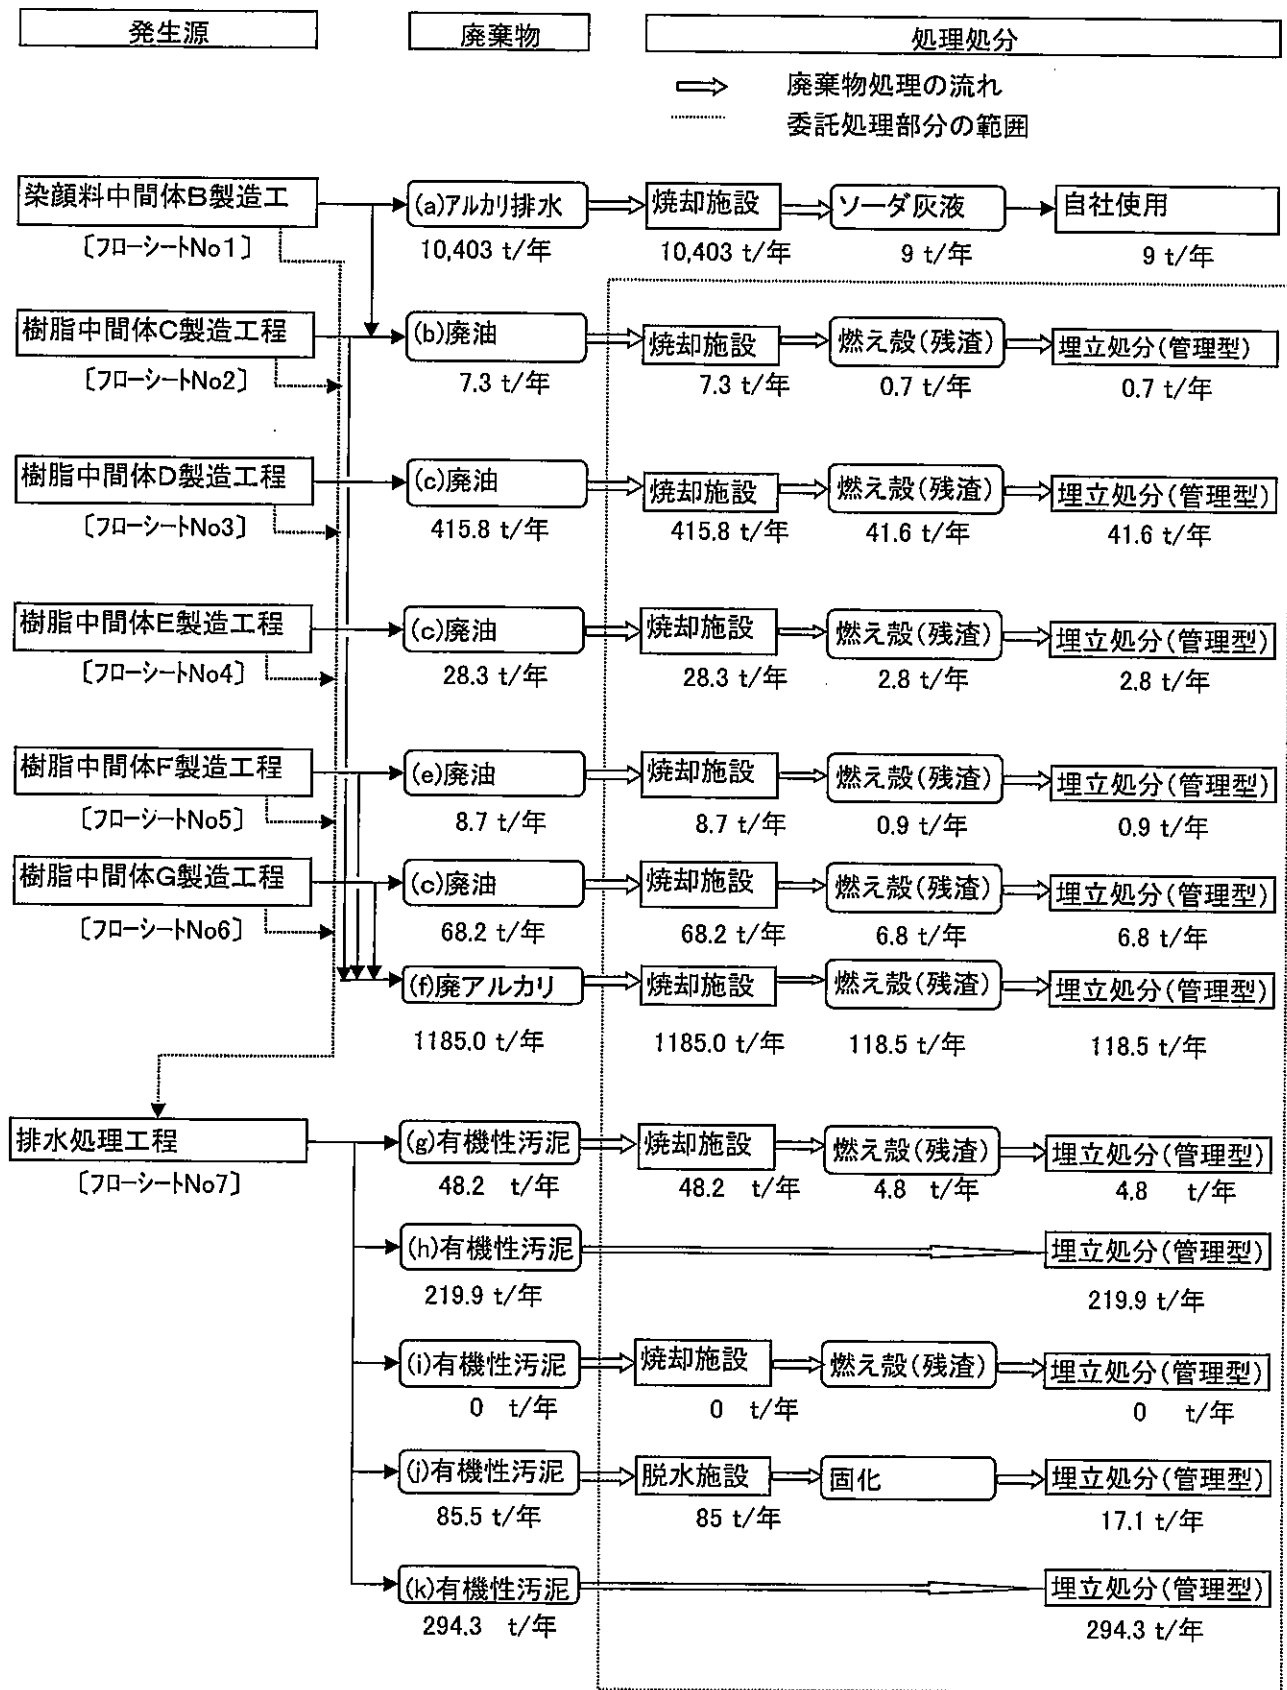 発生源 廃棄物 処理処分
廃棄物処理の流れ
委託処理部分の範囲
染顔料中間体B製造工 (a)アルカリ排水 焼却施設 ソーダ灰液 自社使用
〔フローシートNo1〕 10,403 t/年 10,403 t/年 9 t/年 9 t/年
樹脂中間体C製造工程 (b)廃油 焼却施設 燃え殻(残渣) 埋立処分(管理型)
〔フローシートNo2〕 7.3 t/年 7.3 t/年 0.7 t/年 0.7 t/年
樹脂中間体D製造工程 (c)廃油 焼却施設 燃え殻(残渣) 埋立処分(管理型)
〔フローシートNo3〕 415.8 t/年 415.8 t/年 41.6 t/年 41.6 t/年
樹脂中間体E製造工程 (c)廃油 焼却施設 燃え殻(残渣) 埋立処分(管理型)
〔フローシートNo4〕 28.3 t/年 28.3 t/年 2.8 t/年 2.8 t/年
樹脂中間体F製造工程 (e)廃油 焼却施設 燃え殻(残渣) 埋立処分(管理型)
〔フローシートNo5〕 8.7 t/年 8.7 t/年 0.9 t/年 0.9 t/年
樹脂中間体G製造工程 (c)廃油 焼却施設 燃え殻(残渣) 埋立処分(管理型)
〔フローシートNo6〕 68.2 t/年 68.2 t/年 6.8 t/年 6.8 t/年
(f)廃アルカリ 焼却施設 燃え殻(残渣) 埋立処分(管理型)
1185.0 t/年 1185.0 t/年 118.5 t/年 118.5 t/年
排水処理工程 (g)有機性汚泥 焼却施設 燃え殻(残渣) 埋立処分(管理型)
〔フローシートNo7〕 48.2 t/年 48.2 t/年 4.8 t/年 4.8 t/年
(h)有機性汚泥 埋立処分(管理型)
219.9 t/年 219.9 t/年
(i)有機性汚泥 焼却施設 燃え殻(残渣) 埋立処分(管理型)
0 t/年 0 t/年 0 t/年
(j)有機性汚泥 脱水施設 固化 埋立処分(管理型)
85.5 t/年 85 t/年 17.1 t/年
(k)有機性汚泥 埋立処分(管理型)
294.3 t/年 294.3 t/年